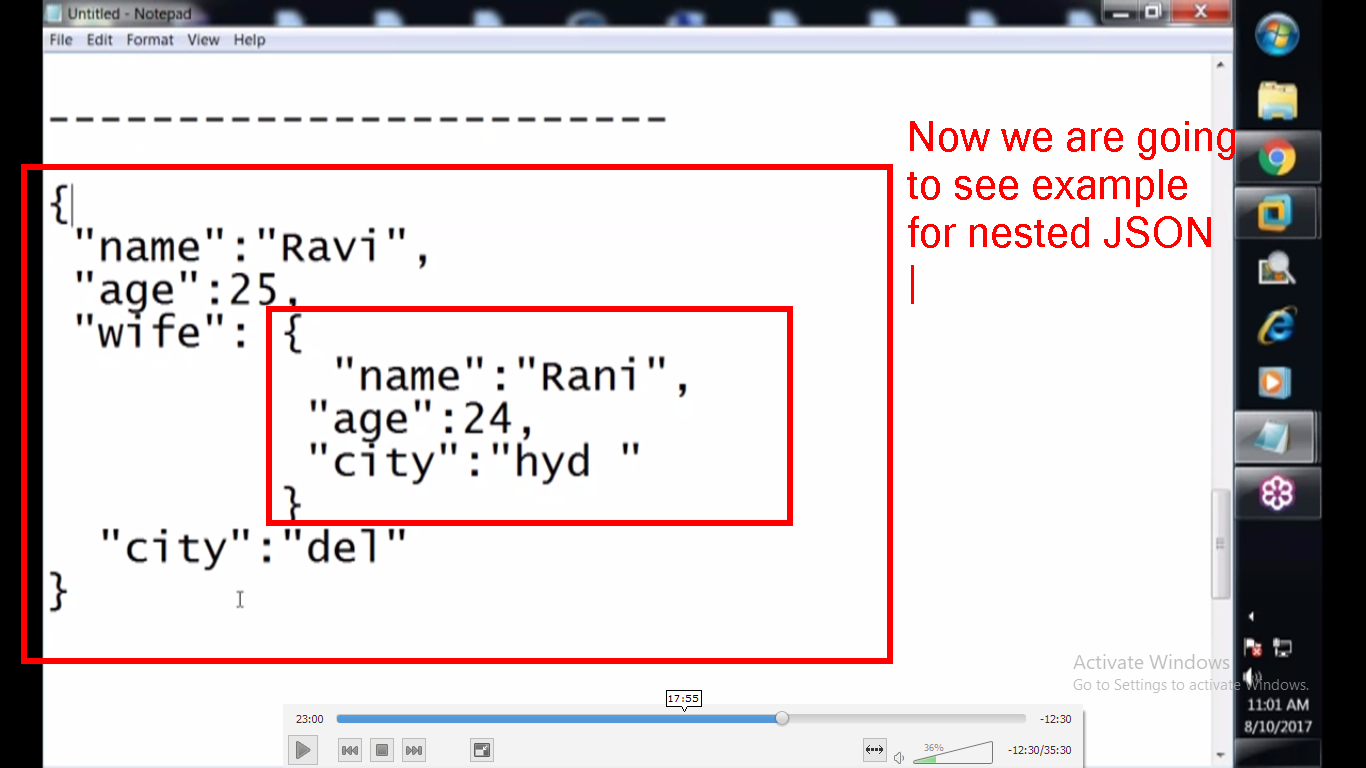 Untitled - Notepad
File Edit Format View Help
------------------------
{
"name":"Ravi",
"age":25,
"wife": {
"name":"Rani",
"age":24,
"city":"hyd "
}
"city":"del"
}
Now we are going
to see example
for nested JSON
Activate Windows
Go to Settings to activate Windows.
17:55
23:00
-12:30
36%
-12:30/35:30
11:01 AM
8/10/2017